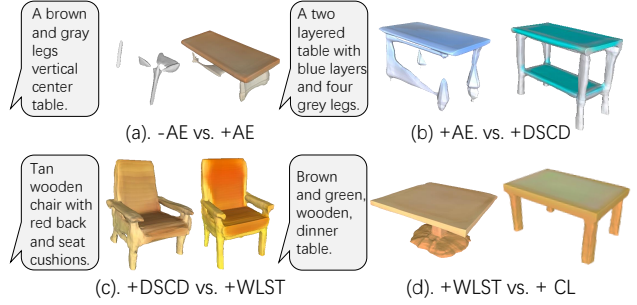 A brown
and gray
legs
vertical
center
table.
A two
layered
table with
blue layers
and four
grey legs.
(a). -AE vs. +AE
(b) +AE. vs. +DSCD
Tan
wooden
chair with
red back
and seat
cushions.
Brown
and green,
wooden,
dinner
table.
(c). +DSCD vs. +WLST
(d). +WLST vs. + CL